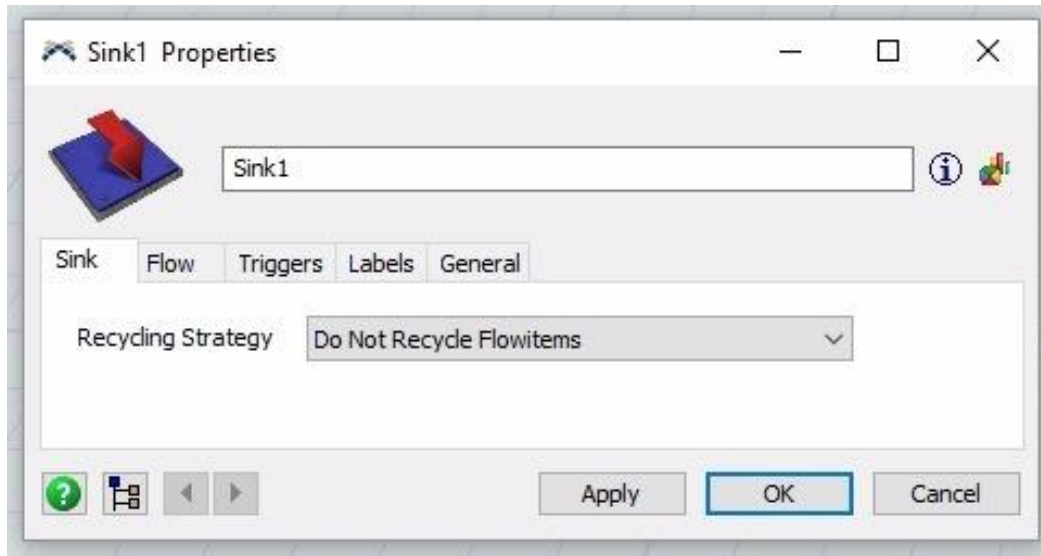 Sink1 Properties
Sink1
Sink Flow Triggers Labels General
Recycling Strategy Do Not Recycle Flowitems
Apply OK Cancel